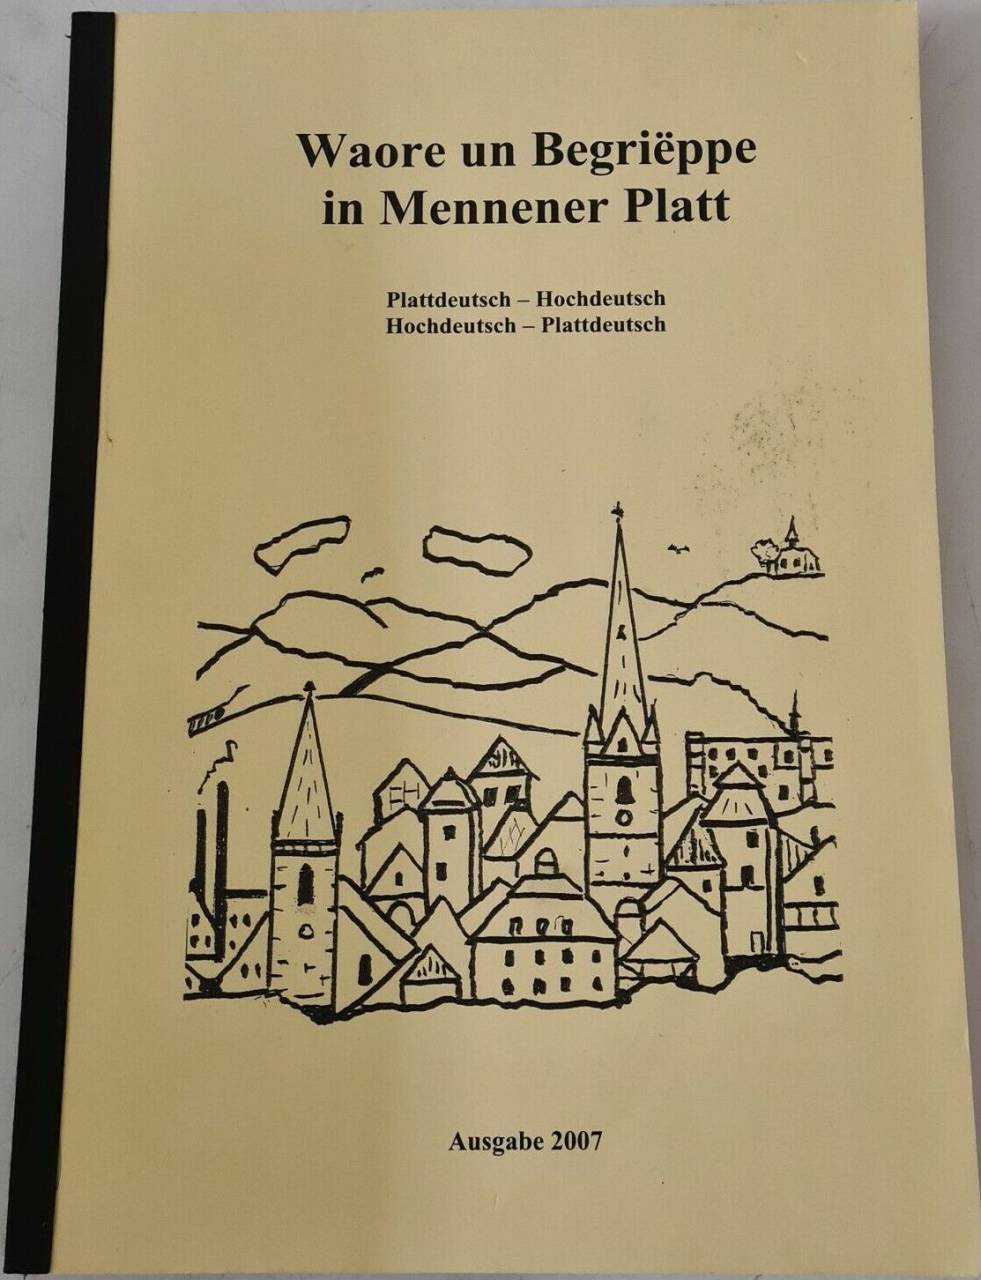 Waore un Begriëppe
in Mennener Platt
Plattdeutsch – Hochdeutsch
Hochdeutsch – Plattdeutsch
Ausgabe 2007